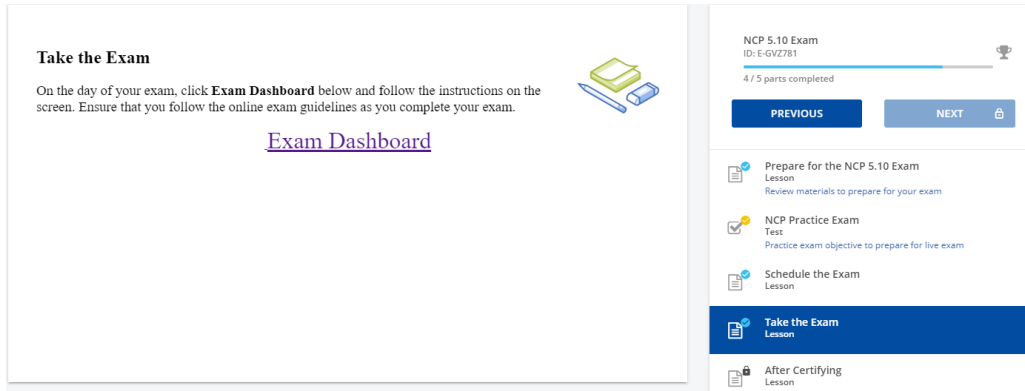 Take the Exam
On the day of your exam, click Exam Dashboard below and follow the instructions on the
screen. Ensure that you follow the online exam guidelines as you complete your exam.
Exam Dashboard
NCP 5.10 Exam
ID: E-GVZ781
4 / 5 parts completed
PREVIOUS
NEXT
Prepare for the NCP 5.10 Exam
Lesson
Review materials to prepare for your exam
NCP Practice Exam
Test
Practice exam objective to prepare for live exam
Schedule the Exam
Lesson
Take the Exam
Lesson
After Certifying
Lesson